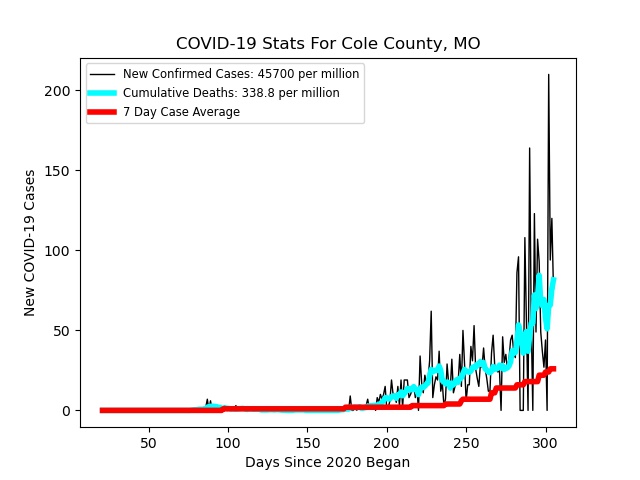 COVID-19 Stats For Cole County, MO
New Confirmed Cases: 45700 per million
Cumulative Deaths: 338.8 per million
7 Day Case Average
New COVID-19 Cases
200
150
100
50
0
50 100 150 200 250 300
Days Since 2020 Began